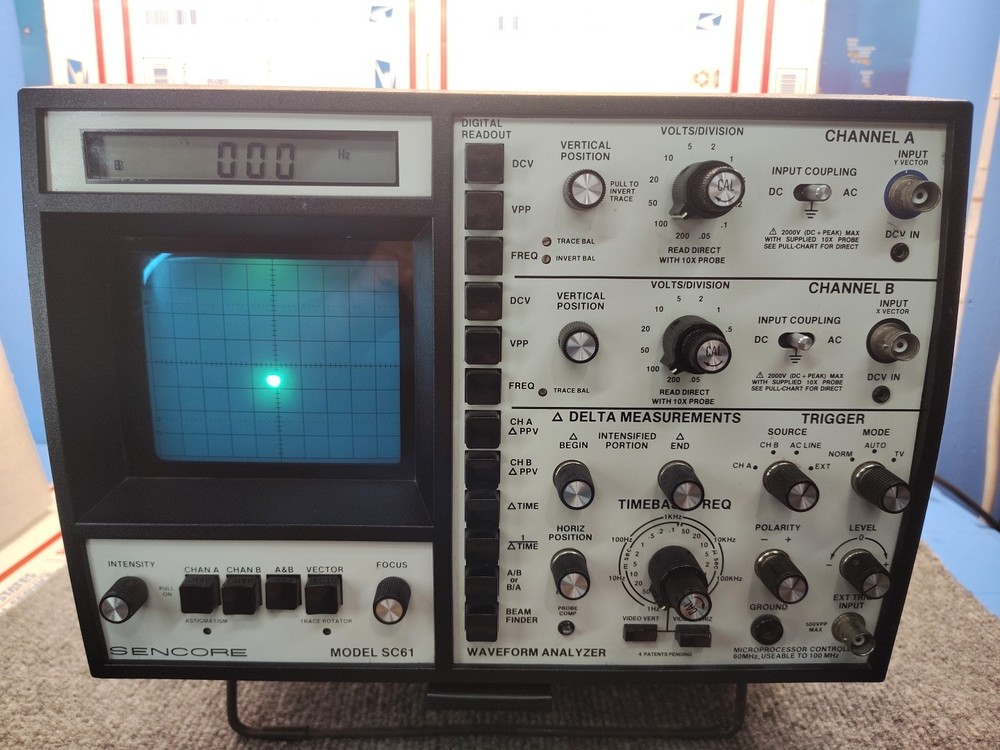 000
Hz
DIGITAL
READOUT
DCV
VPP
FREQ
DCV
VPP
FREQ
CH A
△ PPV
CH B
△ PPV
△ TIME
1
△TIME
A/B
or
B/A
BEAM
FINDER
CHANNEL A
VERTICAL
POSITION
PULL TO
INVERT
TRACE
TRACE BAL
INVERT BAL
VOLTS/DIVISION
10 5 2 1
20
50
100
200 .05 .1 .2
CAL
READ DIRECT
WITH 10X PROBE
INPUT COUPLING
DC AC
⚠ 2000V (DC + PEAK) MAX
WITH SUPPLIED 10X PROBE
SEE PULL-CHART FOR DIRECT
INPUT
Y VECTOR
DCV IN
CHANNEL B
VERTICAL
POSITION
TRACE BAL
VOLTS/DIVISION
10 5 2 1
20 .5
50
100
200 .05
CAL
READ DIRECT
WITH 10X PROBE
INPUT COUPLING
DC AC
⚠ 2000V (DC + PEAK) MAX
WITH SUPPLIED 10X PROBE
SEE PULL-CHART FOR DIRECT
INPUT
X VECTOR
DCV IN
△ DELTA MEASUREMENTS
△
BEGIN
INTENSIFIED
PORTION
△
END
TRIGGER
SOURCE
CH A CH B AC LINE EXT
MODE
NORM AUTO TV
HORIZ
POSITION
PROBE
COMP
TIMEBASE FREQ
1KHz
100Hz
10KHz
10Hz
100KHz
1Hz
CAL
VIDEO VERT
4 PATENTS PENDING
POLARITY
− +
LEVEL
− 0 +
GROUND
EXT TRIG
INPUT
500VPP
MAX
INTENSITY
PULL
ON
CHAN A
CHAN B
A&B
VECTOR
FOCUS
ASTIGMATISM
TRACE ROTATOR
SENCORE
MODEL SC61
WAVEFORM ANALYZER
MICROPROCESSOR
60MHz, USEABLE TO 100 MHz